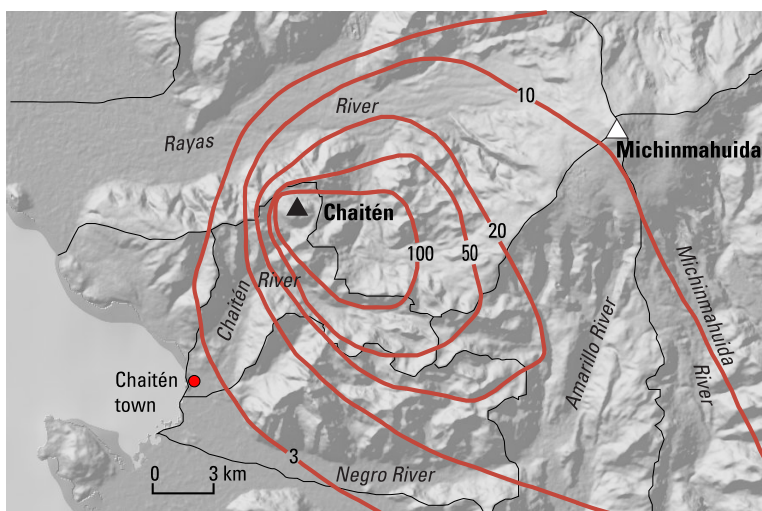 10
River
Rayas
Michinmahuida
Chaitén
20
100
50
Chaitén
River
Michinmahuida
River
Amarillo River
Chaitén
town
3
Negro River
0
3 km